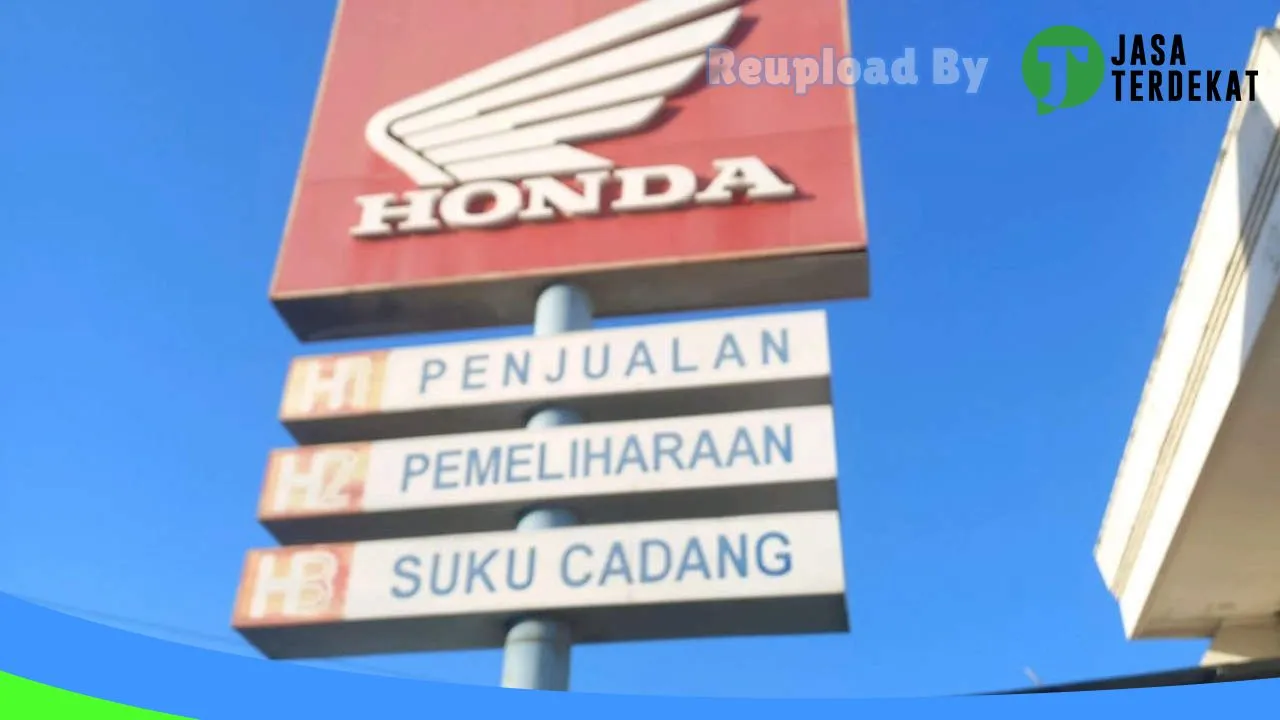 Reupload By
JASA
TERDEKAT
HONDA
H1 PENJUALAN
H2 PEMELIHARAAN
H3 SUKU CADANG